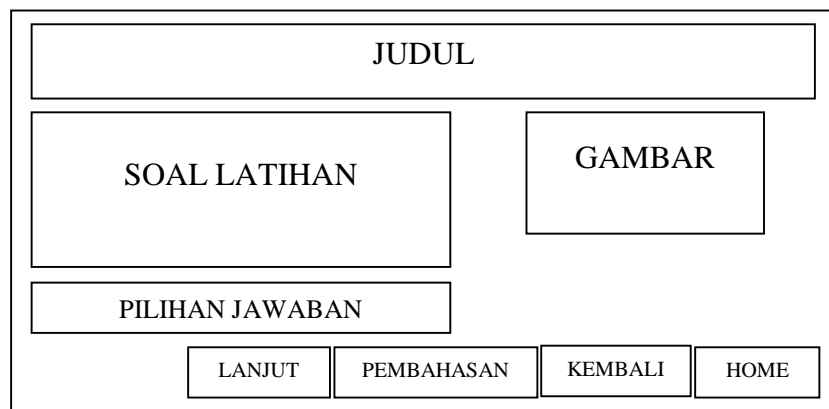 JUDUL
SOAL LATIHAN
GAMBAR
PILIHAN JAWABAN
LANJUT
PEMBAHASAN
KEMBALI
HOME